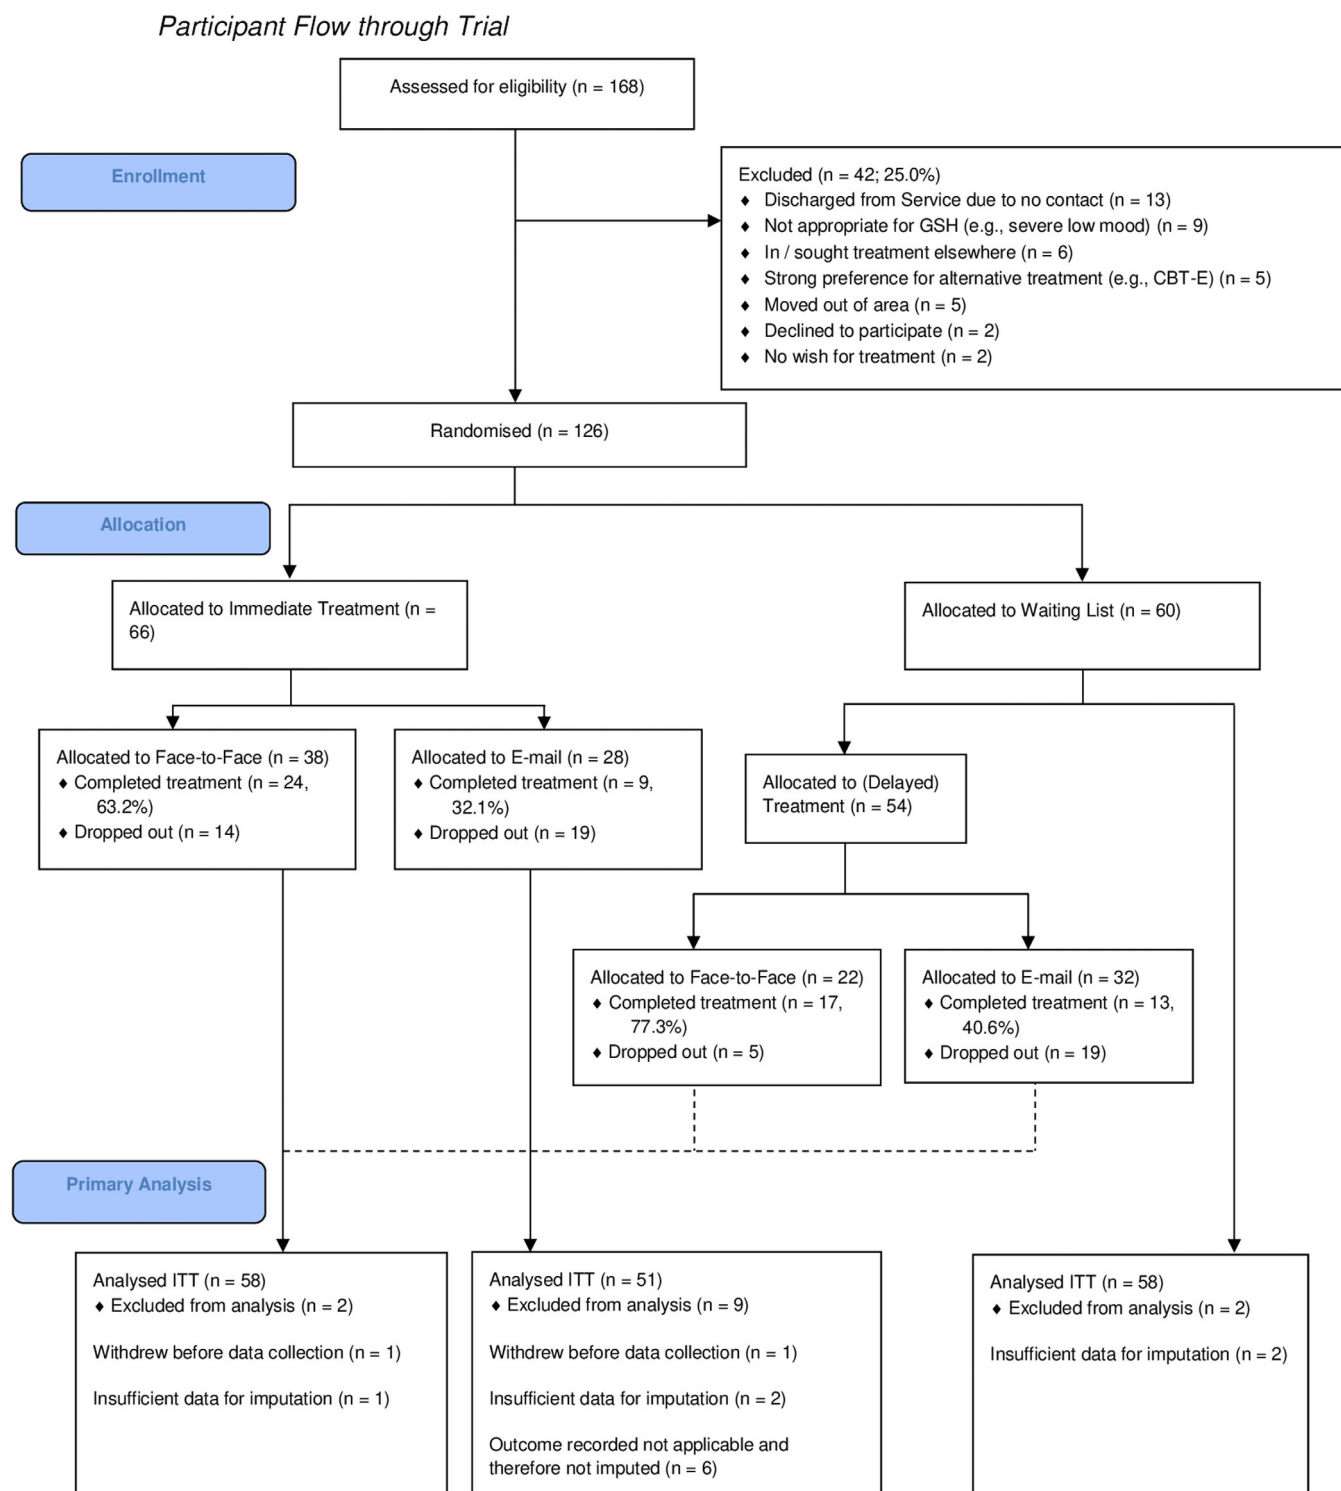 Participant Flow through Trial
Assessed for eligibility (n = 168)
Enrollment
Excluded (n = 42; 25.0%)
♦ Discharged from Service due to no contact (n = 13)
♦ Not appropriate for GSH (e.g., severe low mood) (n = 9)
♦ In / sought treatment elsewhere (n = 6)
♦ Strong preference for alternative treatment (e.g., CBT-E) (n = 5)
♦ Moved out of area (n = 5)
♦ Declined to participate (n = 2)
♦ No wish for treatment (n = 2)
Randomised (n = 126)
Allocation
Allocated to Immediate Treatment (n =
66)
Allocated to Waiting List (n = 60)
Allocated to Face-to-Face (n = 38)
♦ Completed treatment (n = 24,
63.2%)
♦ Dropped out (n = 14)
Allocated to E-mail (n = 28)
♦ Completed treatment (n = 9,
32.1%)
♦ Dropped out (n = 19)
Allocated to (Delayed)
Treatment (n = 54)
Allocated to Face-to-Face (n = 22)
♦ Completed treatment (n = 17,
77.3%)
♦ Dropped out (n = 5)
Allocated to E-mail (n = 32)
♦ Completed treatment (n = 13,
40.6%)
♦ Dropped out (n = 19)
Primary Analysis
Analysed ITT (n = 58)
♦ Excluded from analysis (n = 2)
Withdrew before data collection (n = 1)
Insufficient data for imputation (n = 1)
Analysed ITT (n = 51)
♦ Excluded from analysis (n = 9)
Withdrew before data collection (n = 1)
Insufficient data for imputation (n = 2)
Outcome recorded not applicable and
therefore not imputed (n = 6)
Analysed ITT (n = 58)
♦ Excluded from analysis (n = 2)
Insufficient data for imputation (n = 2)